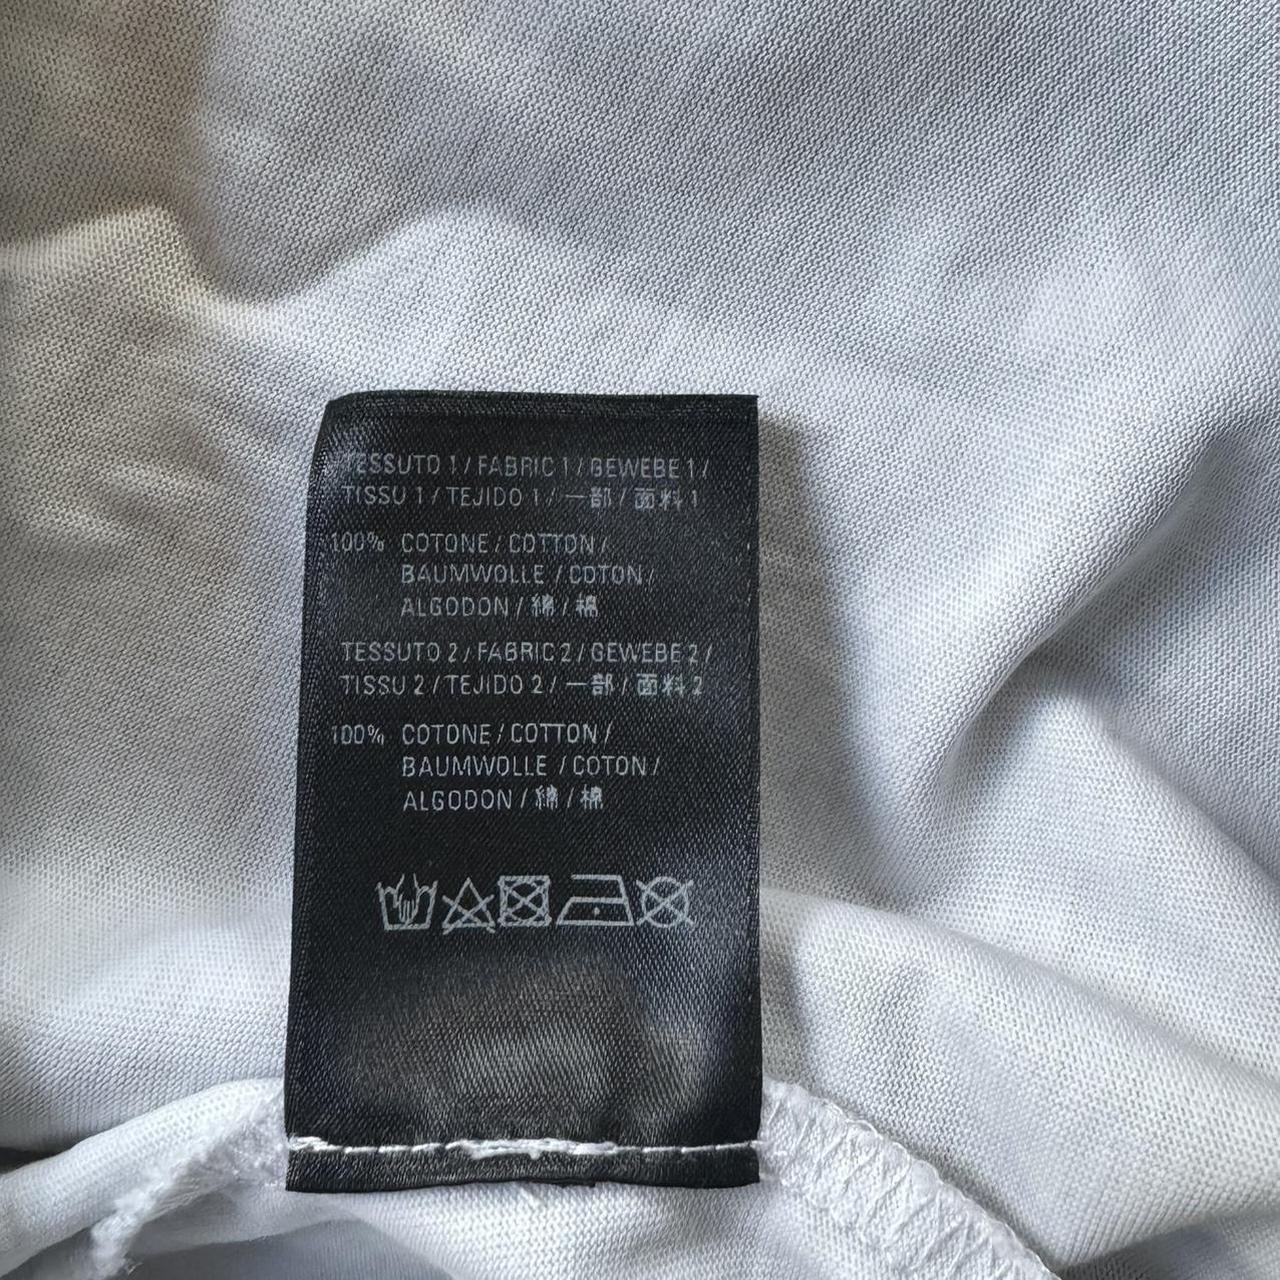 TESSUTO 1 / FABRIC 1 / GEWEBE 1 /
TISSU 1 / TEJIDO 1 / 一部 / 面料 1
100% COTONE / COTTON /
BAUMWOLLE / COTON /
ALGODON / 綿 / 棉
TESSUTO 2 / FABRIC 2 / GEWEBE 2 /
TISSU 2 / TEJIDO 2 / 一部 / 面料 2
100% COTONE / COTTON /
BAUMWOLLE / COTON /
ALGODON / 綿 / 棉